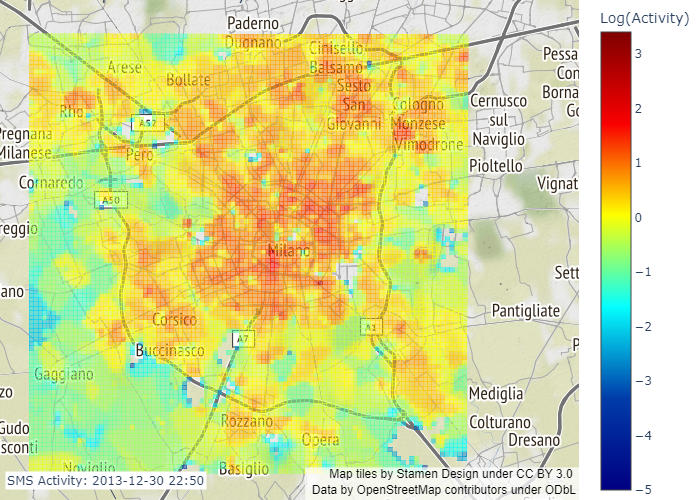 Log(Activity)
3
2
1
0
−1
−2
−3
−4
−5
Paderno
Dugnano
Cinisello
Balsamo
Arese
Bollate
Sesto
San
Giovanni
Rho
A52
Cologno
Monzese
Vimodrone
Pero
Pessa
Con
Borna
Go
Cernusco
sul
Naviglio
Pregnana
Milanese
Pioltello
Cornaredo
Vignat
A50
reggio
Milano
Sett
ano
Pantigliate
Corsico
A1
A7
Buccinasco
P
Gaggiano
zo
Mediglia
Rozzano
Colturano
Gudo
sconti
Opera
Dresano
Noviglio
Basiglio
SMS Activity: 2013-12-30 22:50
Map tiles by Stamen Design under CC BY 3.0
Data by OpenStreetMap contributors under ODbL